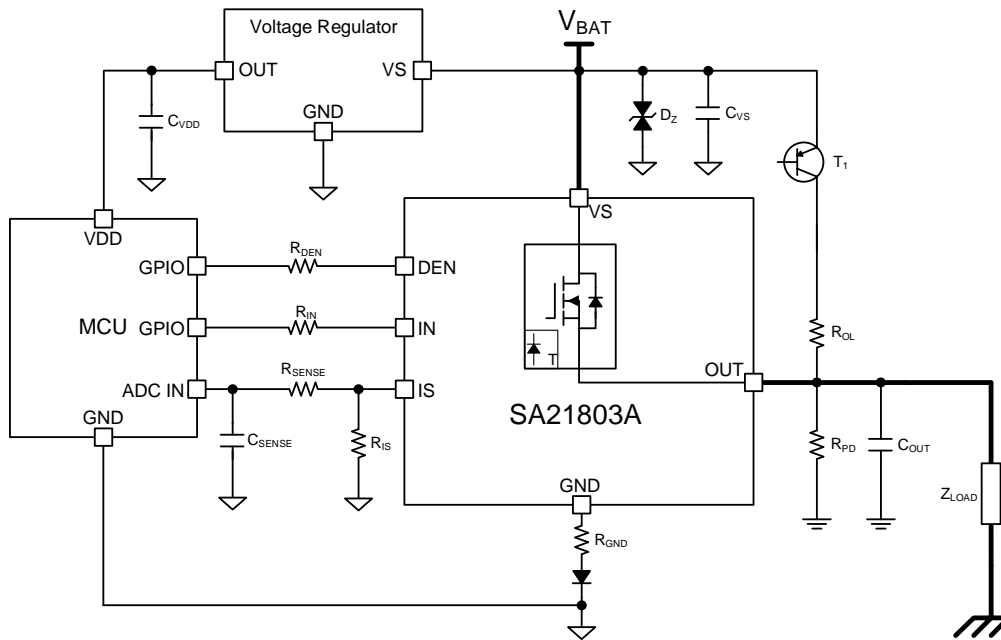 Voltage Regulator
V_BAT
OUT
VS
GND
C_VDD
D_Z
C_VS
T_1
VDD
VS
GPIO
R_DEN
DEN
GPIO
R_IN
IN
MCU
T
R_OL
ADC IN
R_SENSE
IS
OUT
SA21803A
GND
C_SENSE
R_IS
R_PD
C_OUT
Z_LOAD
GND
R_GND